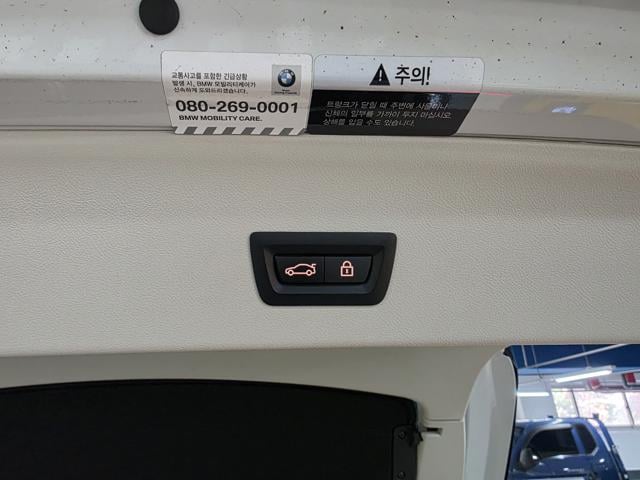 교통사고를 포함한 긴급상황
발생 시, BMW 모빌리티케어가
신속하게 도와드리겠습니다.
080-269-0001
BMW MOBILITY CARE.
주의!
트렁크가 닫힐 때 주변에 사람이나
신체의 일부를 가까이 두지 마십시오
상해를 입을 수도 있습니다.